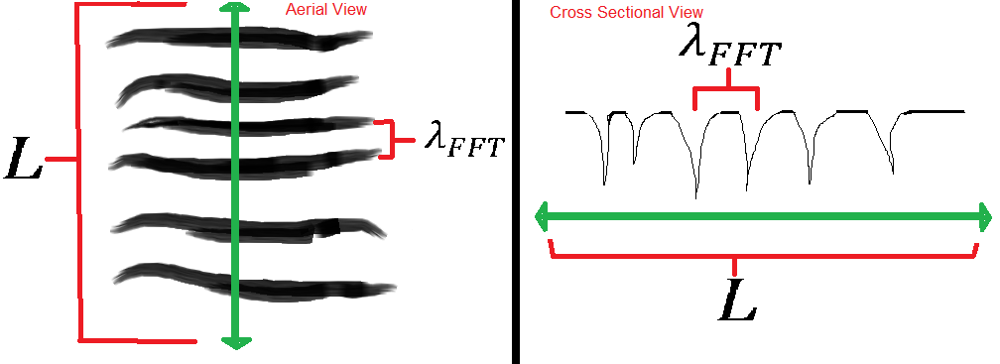 Aerial View
L
λFFT
Cross Sectional View
λFFT
L